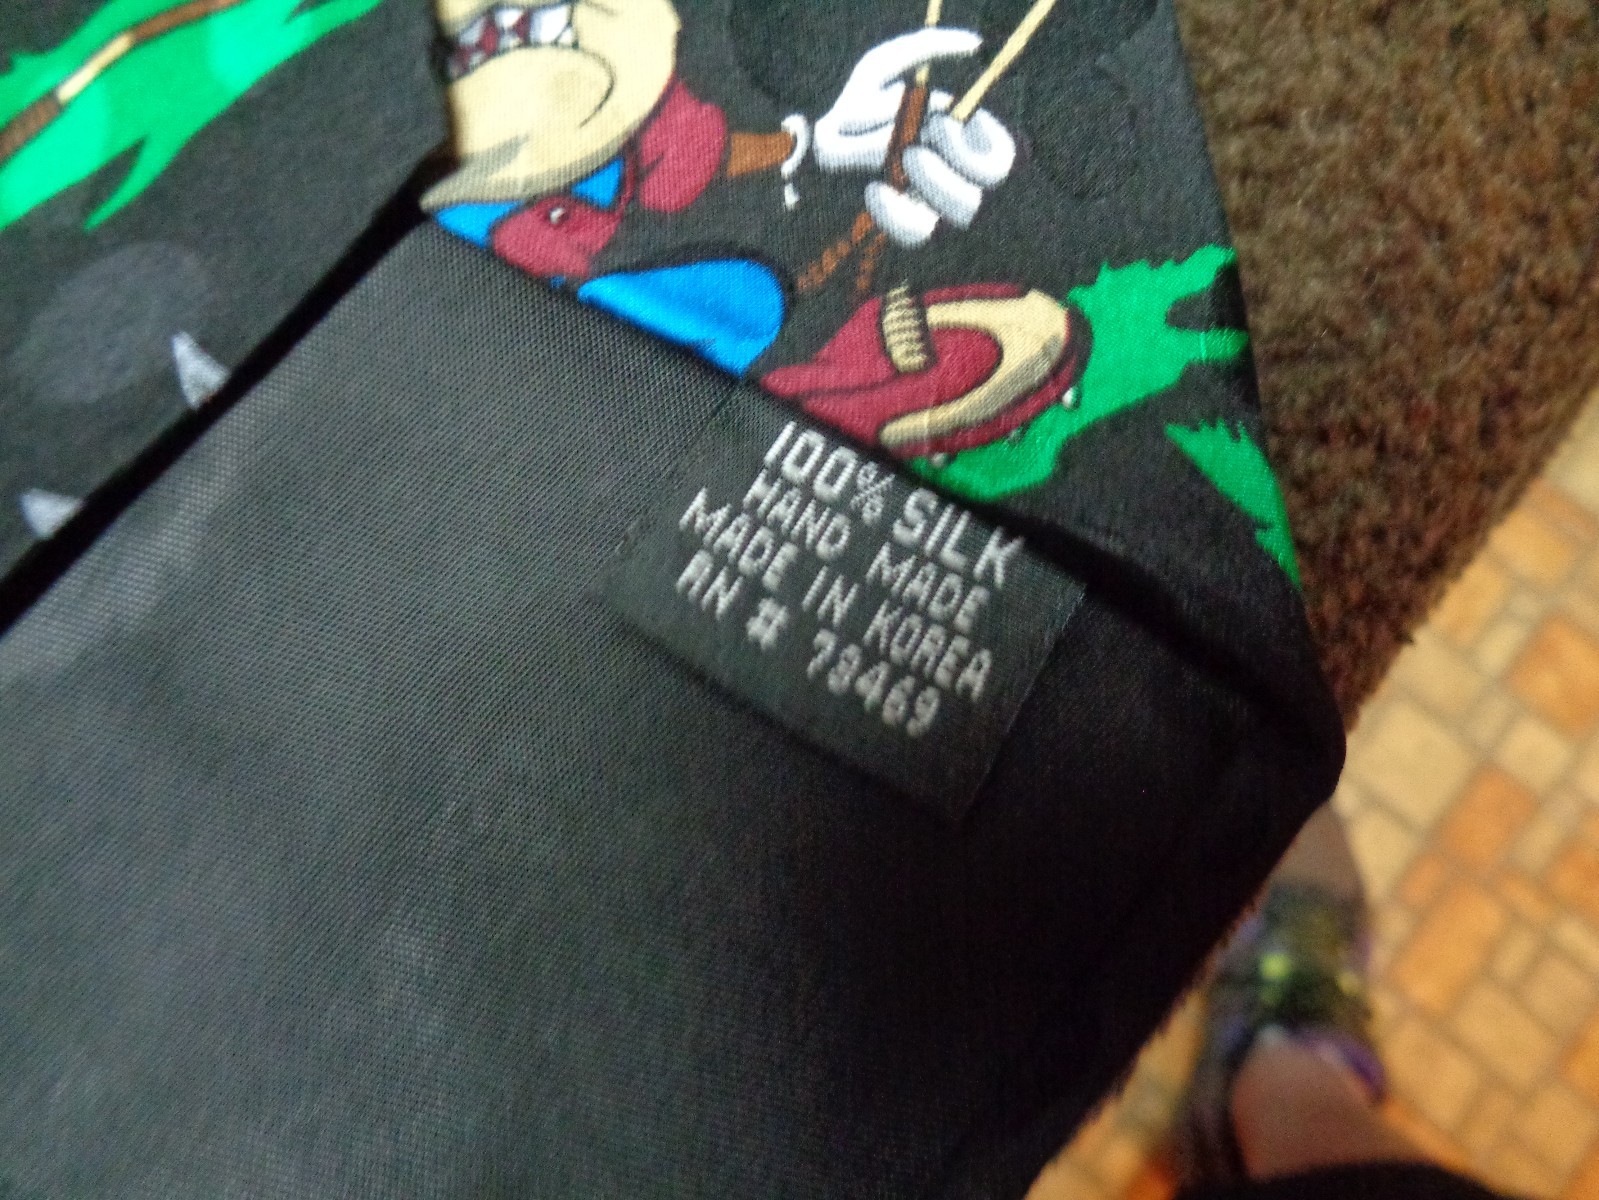 100% SILK
HAND MADE
MADE IN KOREA
RN # 78469